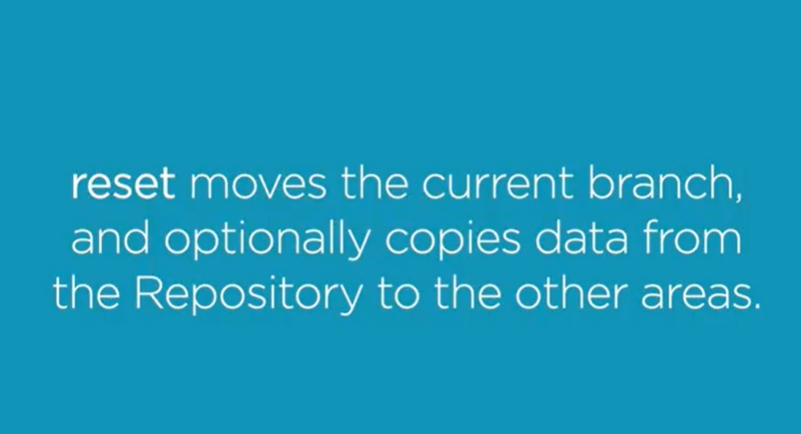 reset moves the current branch,
and optionally copies data from
the Repository to the other areas.